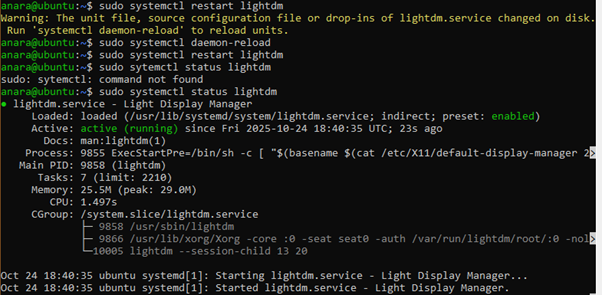 anara@ubuntu:~$ sudo systemctl restart lightdm
Warning: The unit file, source configuration file or drop-ins of lightdm.service changed on disk.
 Run 'systemctl daemon-reload' to reload units.
anara@ubuntu:~$ sudo systemctl daemon-reload
anara@ubuntu:~$ sudo systemctl restart lightdm
anara@ubuntu:~$ sudo sytemctl status lightdm
sudo: sytemctl: command not found
anara@ubuntu:~$ sudo systemctl status lightdm
● lightdm.service - Light Display Manager
Loaded: loaded (/usr/lib/systemd/system/lightdm.service; indirect; preset: enabled)
Active: active (running) since Fri 2025-10-24 18:40:35 UTC; 23s ago
Docs: man:lightdm(1)
Process: 9855 ExecStartPre=/bin/sh -c [ "$(basename $(cat /etc/X11/default-display-manager 2>
Main PID: 9858 (lightdm)
Tasks: 7 (limit: 2210)
Memory: 25.5M (peak: 29.0M)
CPU: 1.497s
CGroup: /system.slice/lightdm.service
├─ 9858 /usr/sbin/lightdm
├─ 9866 /usr/lib/xorg/Xorg -core :0 -seat seat0 -auth /var/run/lightdm/root/:0 -nol>
└─10005 lightdm --session-child 13 20
Oct 24 18:40:35 ubuntu systemd[1]: Starting lightdm.service - Light Display Manager...
Oct 24 18:40:35 ubuntu systemd[1]: Started lightdm.service - Light Display Manager.